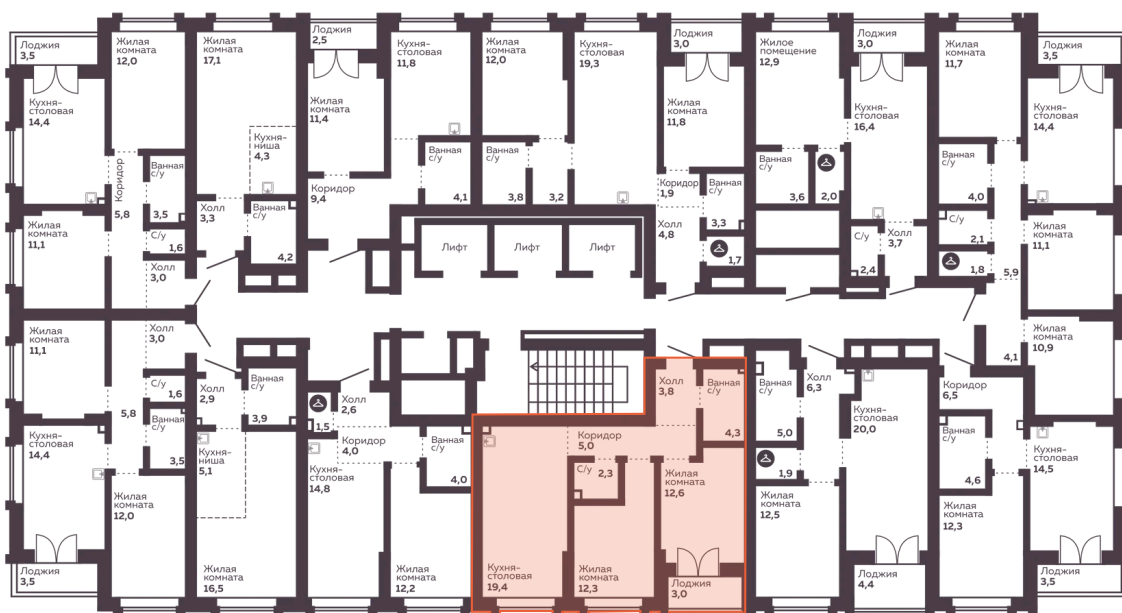 Лоджия
3,5
Жилая
комната
12,0
Жилая
комната
17,1
Лоджия
2,5
Кухня-
столовая
11,8
Жилая
комната
12,0
Кухня-
столовая
19,3
Лоджия
3,0
Жилое
помещение
12,9
Лоджия
3,0
Жилая
комната
11,7
Лоджия
3,5
Кухня-
столовая
14,4
Жилая
комната
11,4
Жилая
комната
11,8
Кухня-
столовая
16,4
Кухня-
столовая
14,4
Кухня-
ниша
4,3
Коридор
5,8
Ванная
с/у
3,5
Коридор
9,4
Ванная
с/у
4,1
Ванная
с/у
3,8
3,2
Коридор
1,9
Ванная
с/у
3,3
Ванная
с/у
3,6
2,0
Ванная
с/у
4,0
Жилая
комната
11,1
С/у
1,6
Холл
3,3
Ванная
с/у
4,2
Холл
4,8
1,7
С/у
2,4
Холл
3,7
С/у
2,1
1,8
5,9
Жилая
комната
11,1
Холл
3,0
Лифт
Лифт
Лифт
Жилая
комната
11,1
Холл
3,0
Жилая
комната
10,9
4,1
С/у
1,6
5,8
Ванная
с/у
3,5
Холл
2,9
Ванная
с/у
3,9
Холл
2,6
1,5
Коридор
4,0
Ванная
с/у
4,0
Холл
3,8
Ванная
с/у
4,3
Коридор
5,0
С/у
2,3
Ванная
с/у
5,0
Холл
6,3
1,9
Коридор
6,5
Ванная
с/у
4,6
Кухня-
столовая
14,4
Кухня-
ниша
5,1
Кухня-
столовая
14,8
Жилая
комната
12,6
Кухня-
столовая
20,0
Кухня-
столовая
14,5
Жилая
комната
12,0
Жилая
комната
12,5
Жилая
комната
12,3
Лоджия
3,5
Жилая
комната
16,5
Жилая
комната
12,2
Кухня-
столовая
19,4
Жилая
комната
12,3
Лоджия
3,0
Лоджия
4,4
Лоджия
3,5